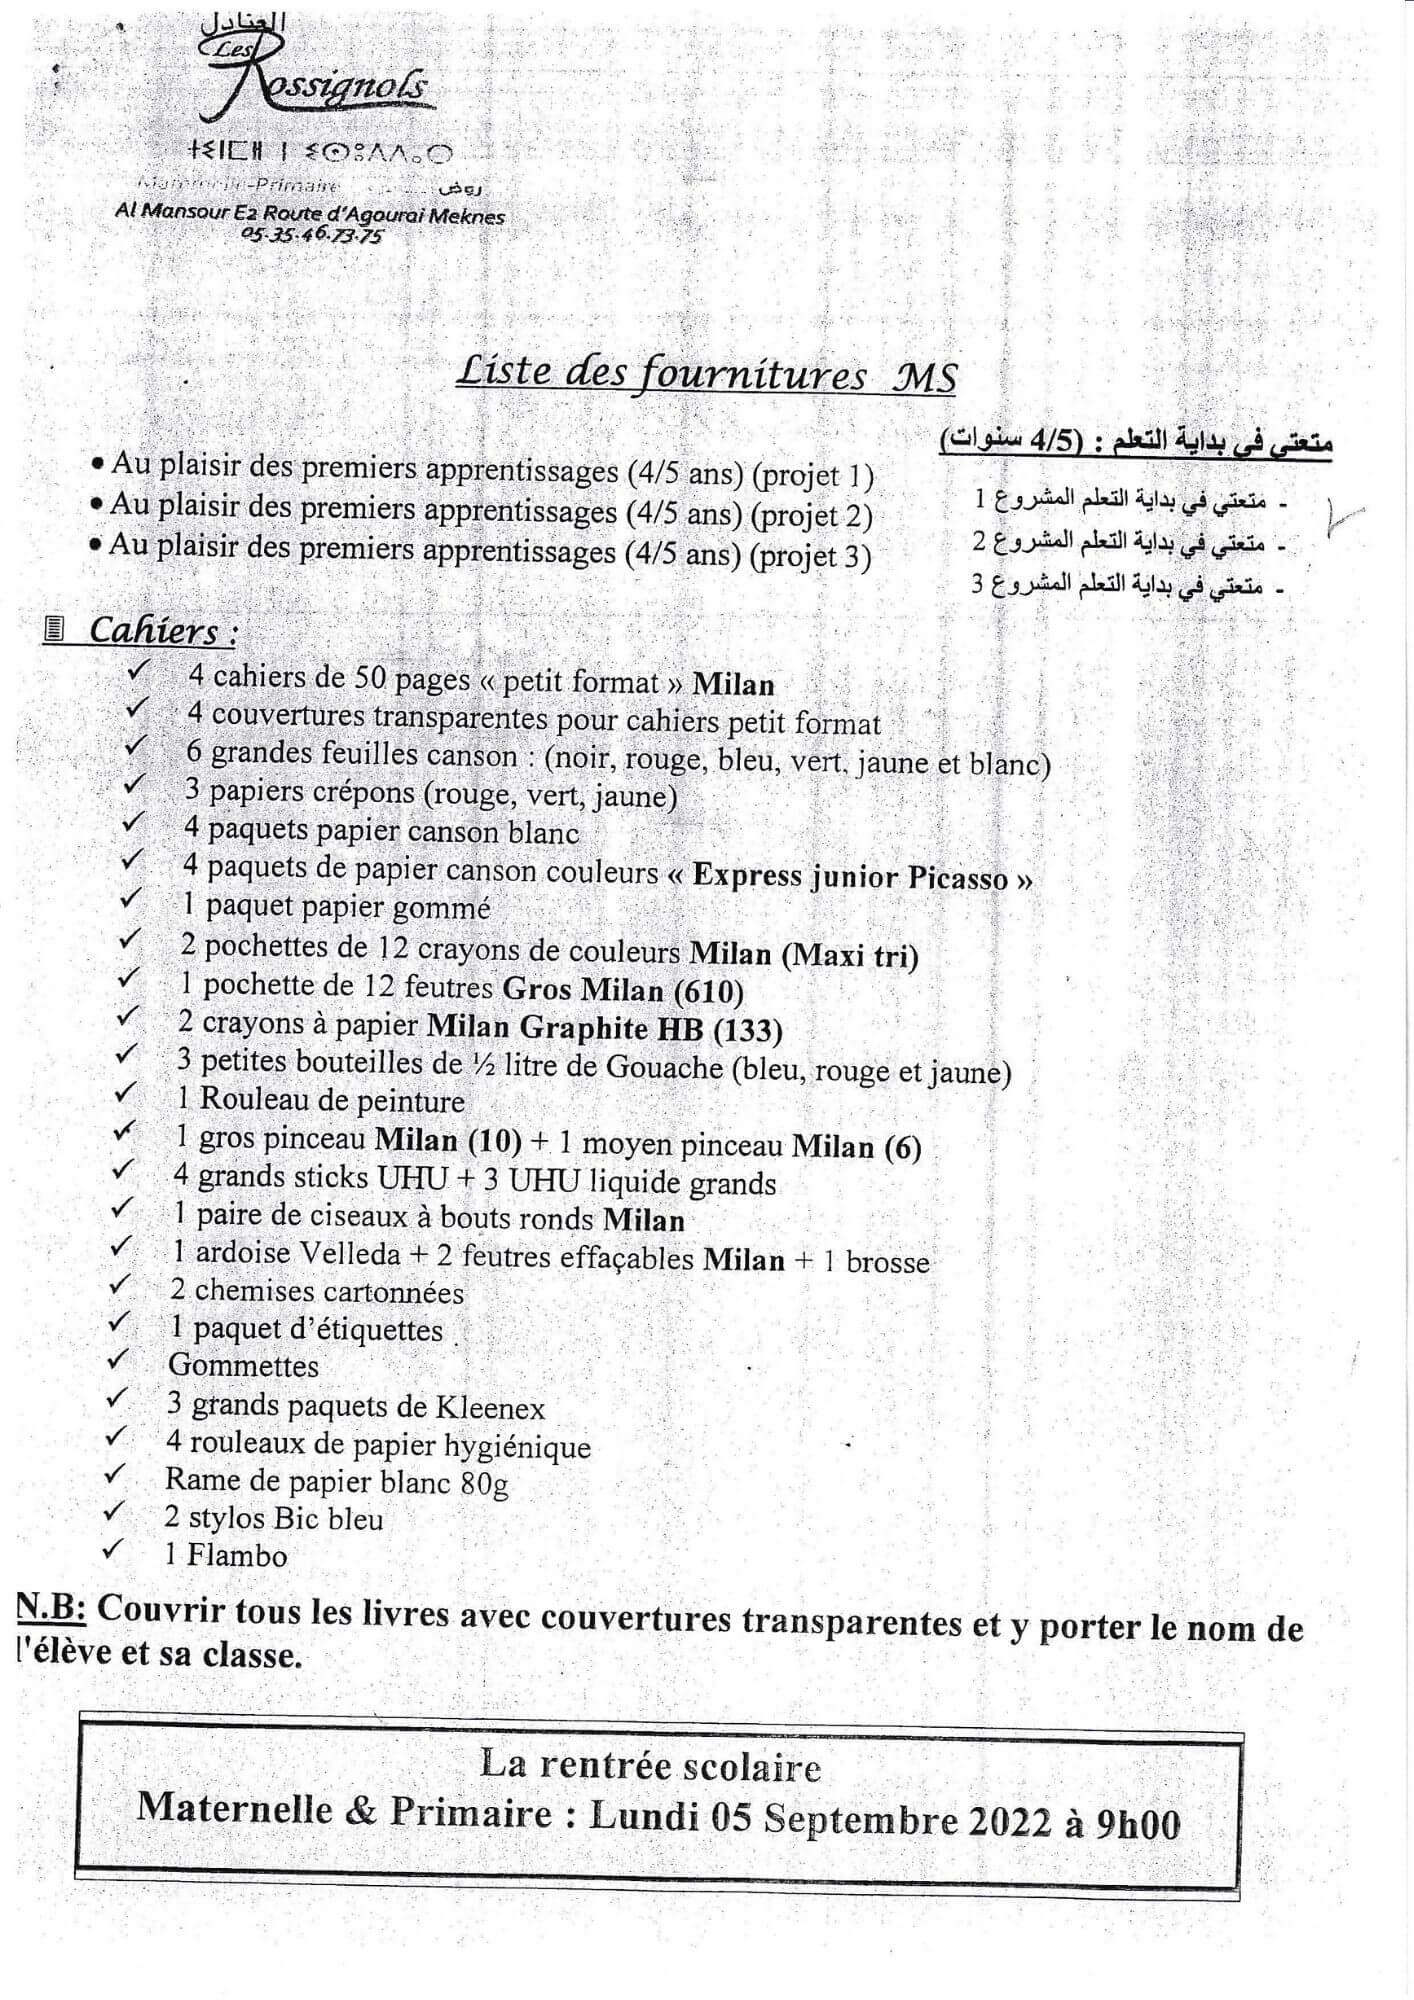 العنادل
Les Rossignols
ⵜⵉⵏⵎⵍ ⵏ ⵉⵙⵓⴷⴷⴰⵔ
Maternelle-Primaire روض
Al Mansour E2 Route d'Agourai Meknes
05.35.46.73.75
Liste des fournitures MS
متعتي في بداية التعلم : (4/5 سنوات)
• Au plaisir des premiers apprentissages (4/5 ans) (projet 1)
• Au plaisir des premiers apprentissages (4/5 ans) (projet 2)
• Au plaisir des premiers apprentissages (4/5 ans) (projet 3)
- متعتي في بداية التعلم المشروع 1
- متعتي في بداية التعلم المشروع 2
- متعتي في بداية التعلم المشروع 3
Cahiers :
✓ 4 cahiers de 50 pages « petit format » Milan
✓ 4 couvertures transparentes pour cahiers petit format
✓ 6 grandes feuilles canson : (noir, rouge, bleu, vert, jaune et blanc)
✓ 3 papiers crépons (rouge, vert, jaune)
✓ 4 paquets papier canson blanc
✓ 4 paquets de papier canson couleurs « Express junior Picasso »
✓ 1 paquet papier gommé
✓ 2 pochettes de 12 crayons de couleurs Milan (Maxi tri)
✓ 1 pochette de 12 feutres Gros Milan (610)
✓ 2 crayons à papier Milan Graphite HB (133)
✓ 3 petites bouteilles de ½ litre de Gouache (bleu, rouge et jaune)
✓ 1 Rouleau de peinture
✓ 1 gros pinceau Milan (10) + 1 moyen pinceau Milan (6)
✓ 4 grands sticks UHU + 3 UHU liquide grands
✓ 1 paire de ciseaux à bouts ronds Milan
✓ 1 ardoise Velleda + 2 feutres effaçables Milan + 1 brosse
✓ 2 chemises cartonnées
✓ 1 paquet d'étiquettes
✓ Gommettes
✓ 3 grands paquets de Kleenex
✓ 4 rouleaux de papier hygiénique
✓ Rame de papier blanc 80g
✓ 2 stylos Bic bleu
✓ 1 Flambo
N.B: Couvrir tous les livres avec couvertures transparentes et y porter le nom de
l'élève et sa classe.
La rentrée scolaire
Maternelle & Primaire : Lundi 05 Septembre 2022 à 9h00